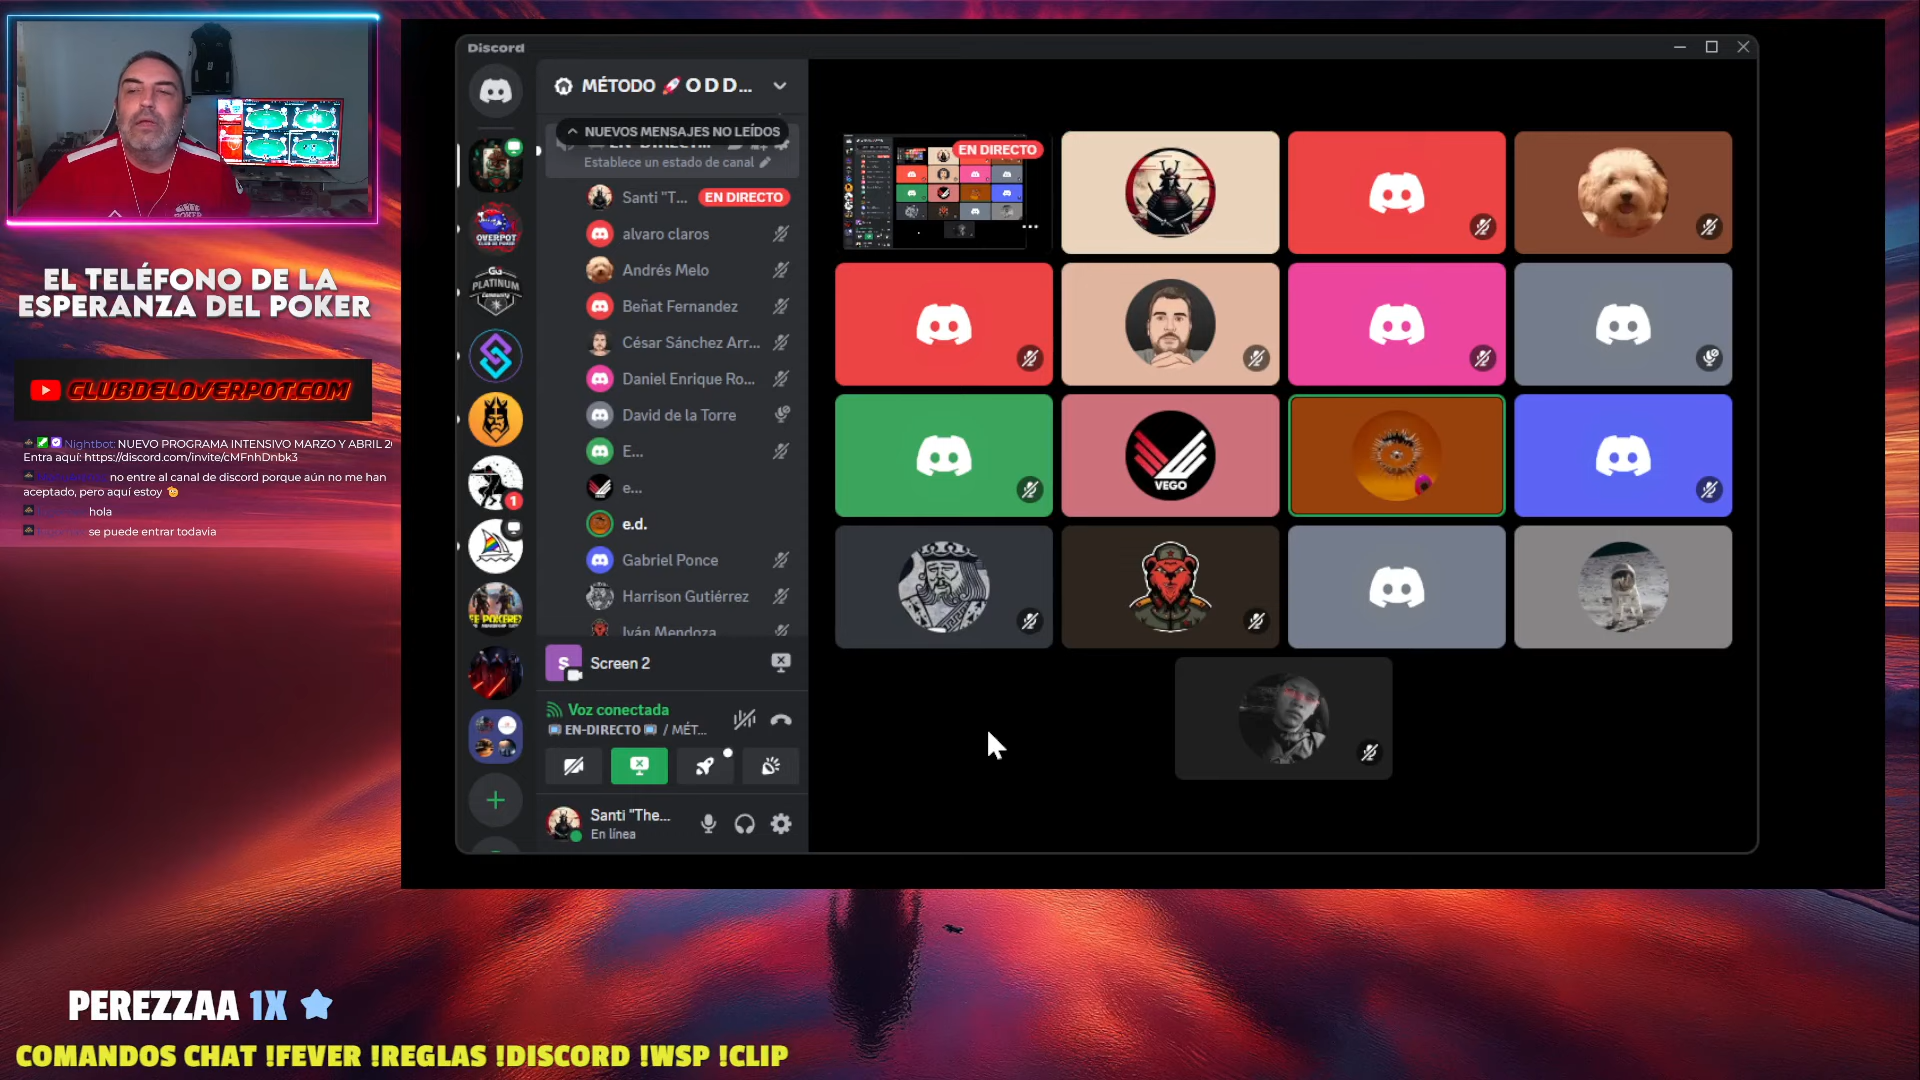 EL TELÉFONO DE LA
ESPERANZA DEL POKER
CLUBDELOVERPOT.COM
Nightbot: NUEVO PROGRAMA INTENSIVO MARZO Y ABRIL 2
Entra aquí: https://discord.com/invite/cMFnhDnbk3
no entre al canal de discord porque aún no me han
aceptado, pero aquí estoy
hola
se puede entrar todavia
PEREZZAA 1X
COMANDOS CHAT !FEVER !REGLAS !DISCORD !WSP !CLIP
Discord
OVERPOT
PLATINUM
1
MÉTODO 🚀 O D D...
NUEVOS MENSAJES NO LEÍDOS
Establece un estado de canal
Santi "T... EN DIRECTO
alvaro claros
Andrés Melo
Beñat Fernandez
César Sánchez Arr...
Daniel Enrique Ro...
David de la Torre
E...
e...
e.d.
Gabriel Ponce
Harrison Gutiérrez
Iván Mendoza
S Screen 2
Voz conectada
EN-DIRECTO / MÉT...
Santi "The...
En línea
EN DIRECTO
VEGO